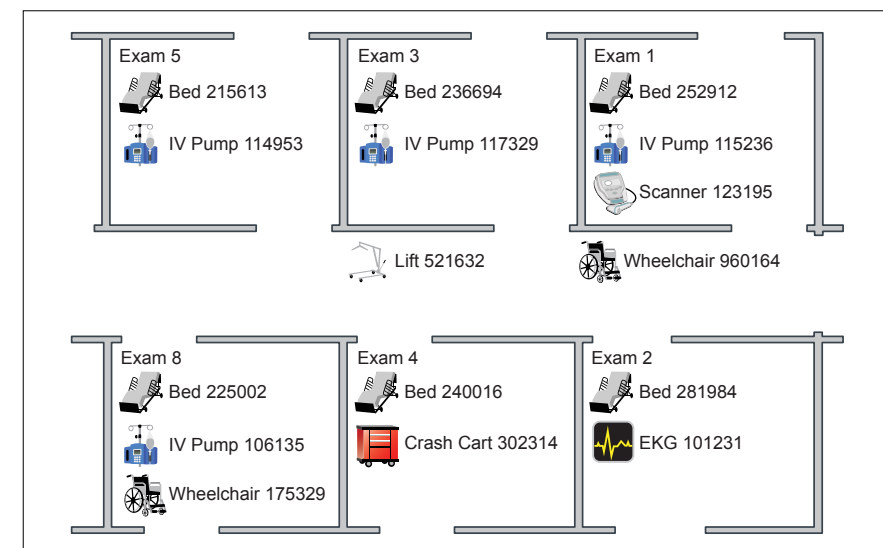 Exam 5
Bed 215613
IV Pump 114953
Exam 3
Bed 236694
IV Pump 117329
Exam 1
Bed 252912
IV Pump 115236
Scanner 123195
Lift 521632
Wheelchair 960164
Exam 8
Bed 225002
IV Pump 106135
Wheelchair 175329
Exam 4
Bed 240016
Crash Cart 302314
Exam 2
Bed 281984
EKG 101231